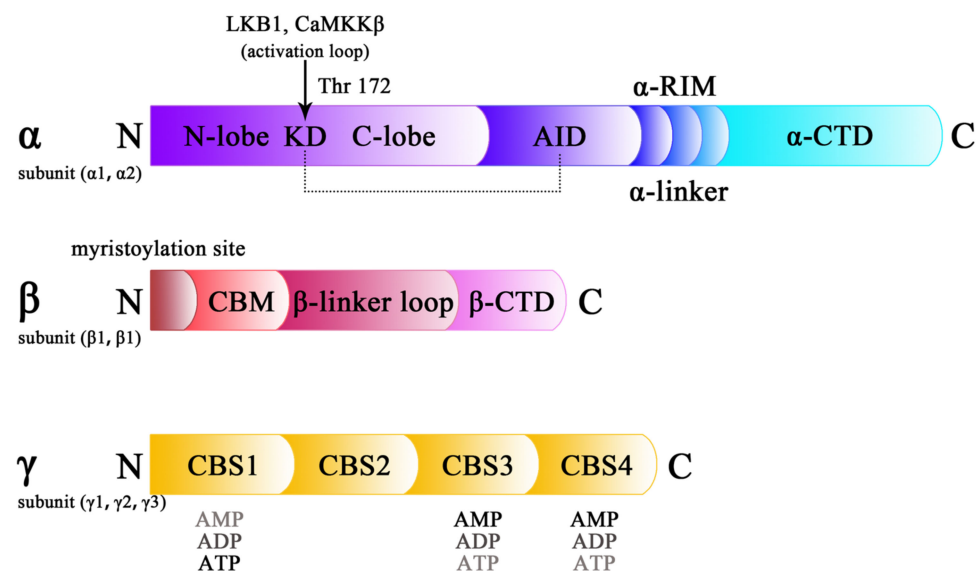 LKB1, CaMKKβ
(activation loop)
Thr 172
α-RIM
α N N-lobe KD C-lobe AID α-CTD C
subunit (α1, α2)
α-linker
myristoylation site
β N CBM β-linker loop β-CTD C
subunit (β1, β1)
γ N CBS1 CBS2 CBS3 CBS4 C
subunit (γ1, γ2, γ3)
AMP AMP AMP
ADP ADP ADP
ATP ATP ATP